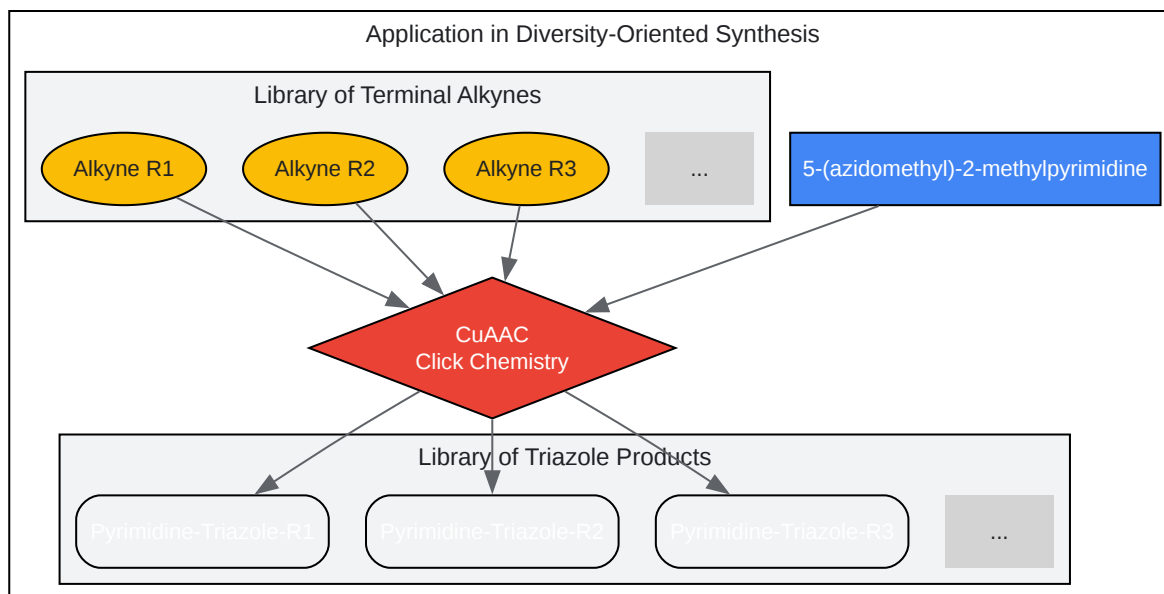 Application in Diversity-Oriented Synthesis
Library of Terminal Alkynes
Alkyne R1
Alkyne R2
Alkyne R3
...
5-(azidomethyl)-2-methylpyrimidine
CuAAC
Click Chemistry
Library of Triazole Products
Pyrimidine-Triazole-R1
Pyrimidine-Triazole-R2
Pyrimidine-Triazole-R3
...